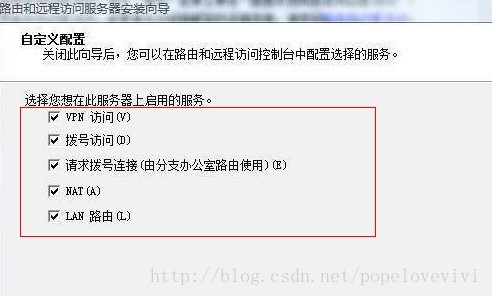 路由和远程访问服务器安装向导
自定义配置
关闭此向导后，您可以在路由和远程访问控制台中配置选择的服务。
选择您想在此服务器上启用的服务。
VPN 访问(V)
拨号访问(D)
请求拨号连接(由分支办公室路由使用)(E)
NAT(A)
LAN 路由(L)
http://blog.csdn.net/popelovevivi